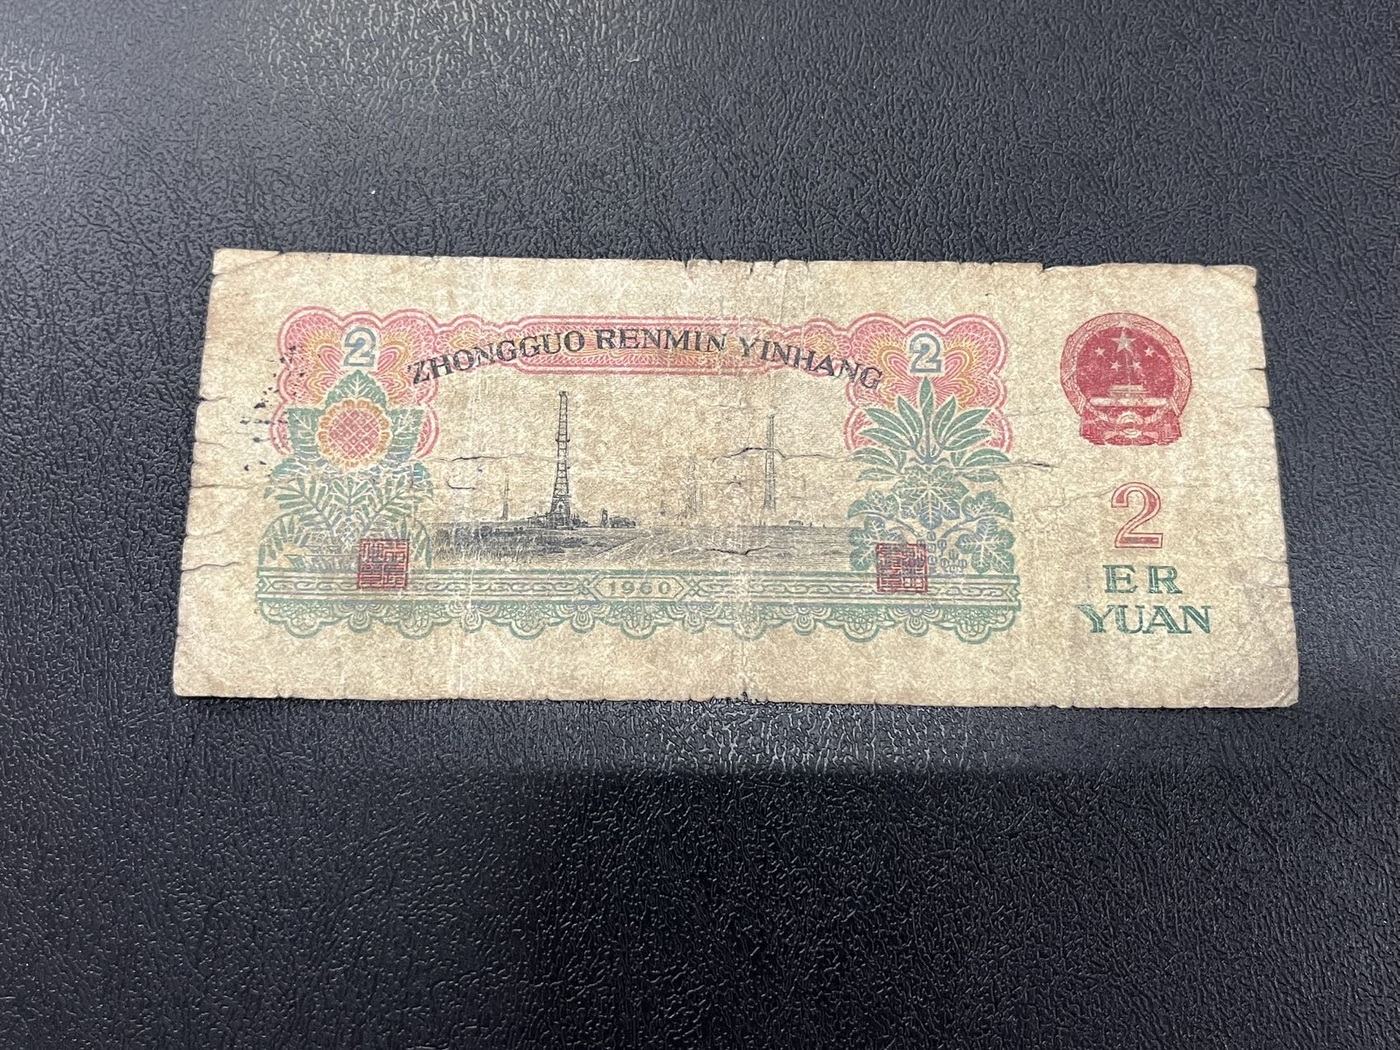 2
ZHONGGUO RENMIN YINHANG
2
1960
2
ER
YUAN